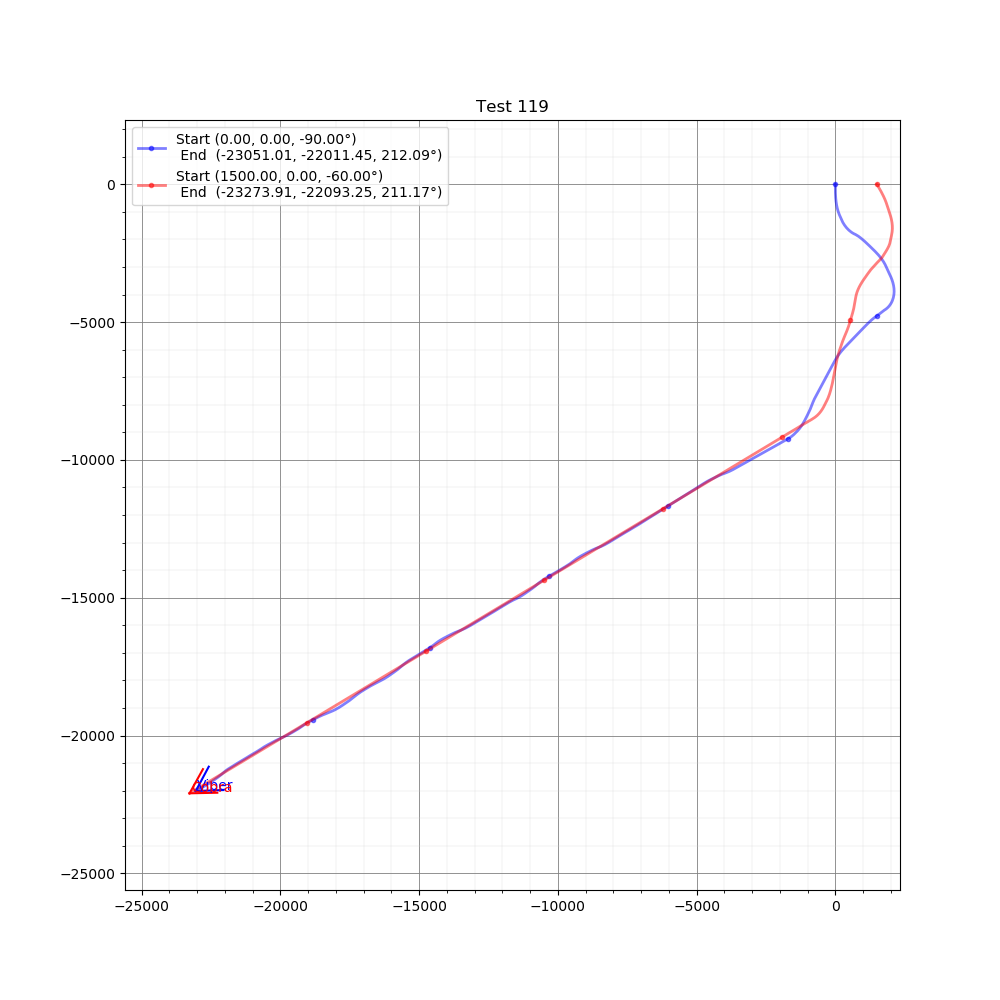 Test 119
Start (0.00, 0.00, -90.00°)
End  (-23051.01, -22011.45, 212.09°)
Start (1500.00, 0.00, -60.00°)
End  (-23273.91, -22093.25, 211.17°)
0
−5000
−10000
−15000
−20000
−25000
Viper
−25000
−20000
−15000
−10000
−5000
0